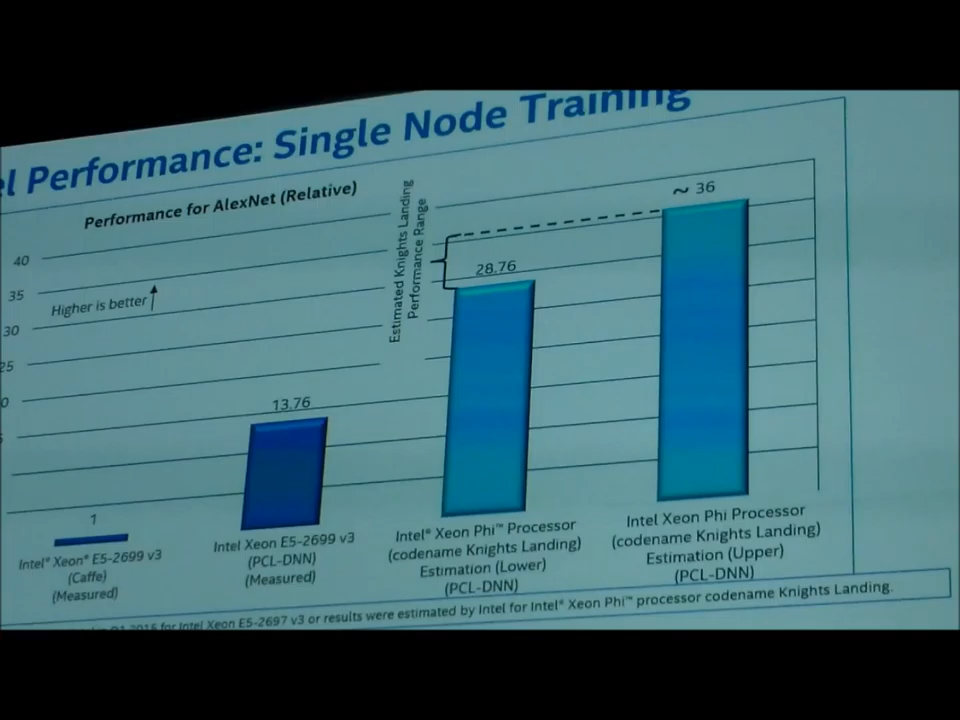 Performance: Single Node Training
Performance for AlexNet (Relative)
Estimated Knights Landing
Performance Range
40
35
30
Higher is better
1
13.76
28.76
~ 36
Intel® Xeon® E5-2699 v3
(Caffe)
(Measured)
Intel Xeon E5-2699 v3
(PCL-DNN)
(Measured)
Intel® Xeon Phi™ Processor
(codename Knights Landing)
Estimation (Lower)
(PCL-DNN)
Intel Xeon Phi Processor
(codename Knights Landing)
Estimation (Upper)
(PCL-DNN)
for Intel Xeon E5-2697 v3 or results were estimated by Intel for Intel® Xeon Phi™ processor codename Knights Landing.